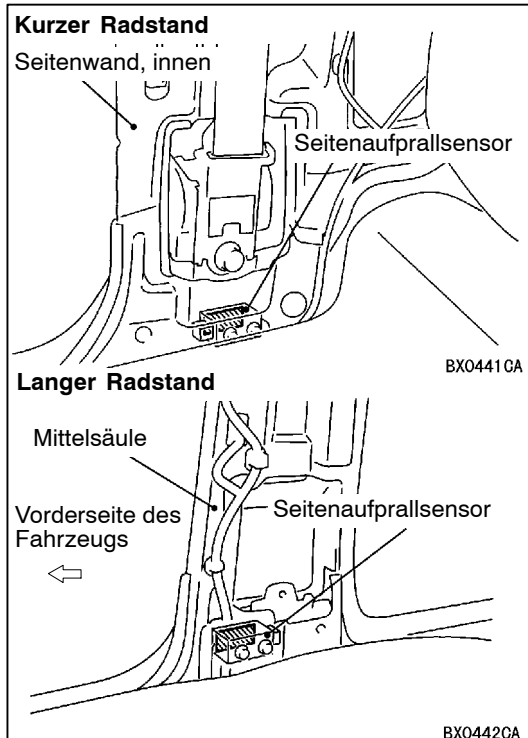 Kurzer Radstand
Seitenwand, innen
Seitenaufprallsensor
BX0441CA
Langer Radstand
Mittelsäule
Vorderseite des
Fahrzeugs
Seitenaufprallsensor
BX0442CA